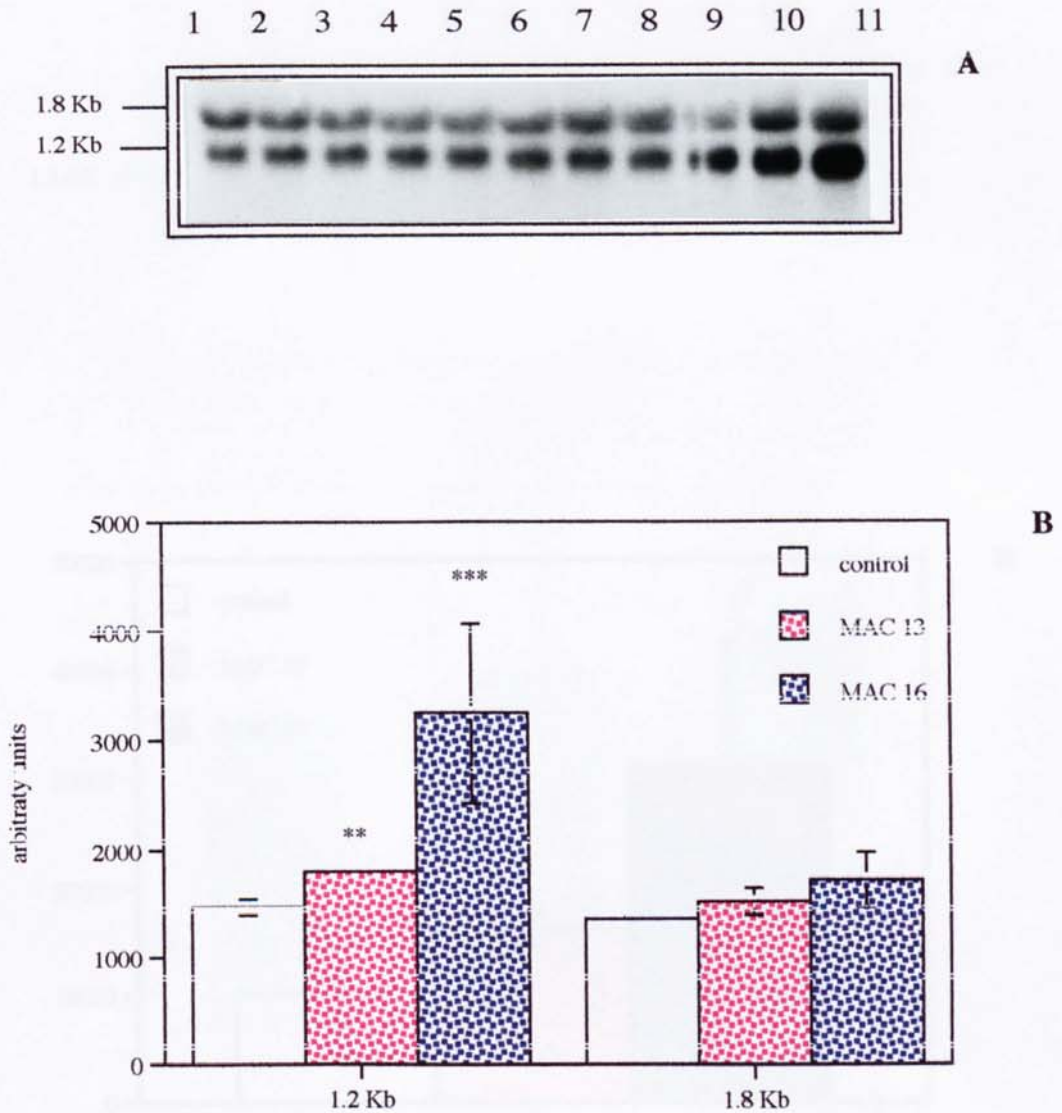 1 2 3 4 5 6 7 8 9 10 11
A
1.8 Kb
1.2 Kb
B
5000
4000
3000
2000
1000
0
arbitraty units
***
**
control
MAC 13
MAC 16
1.2 Kb
1.8 Kb